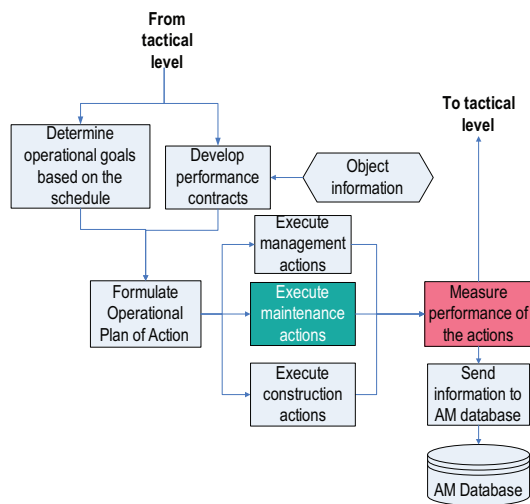 From
tactical
level
To tactical
level
Determine
operational goals
based on the
schedule
Develop
performance
contracts
Object
information
Execute
management
actions
Formulate
Operational
Plan of Action
Execute
maintenance
actions
Measure
performance of
the actions
Execute
construction
actions
Send
information to
AM database
AM Database